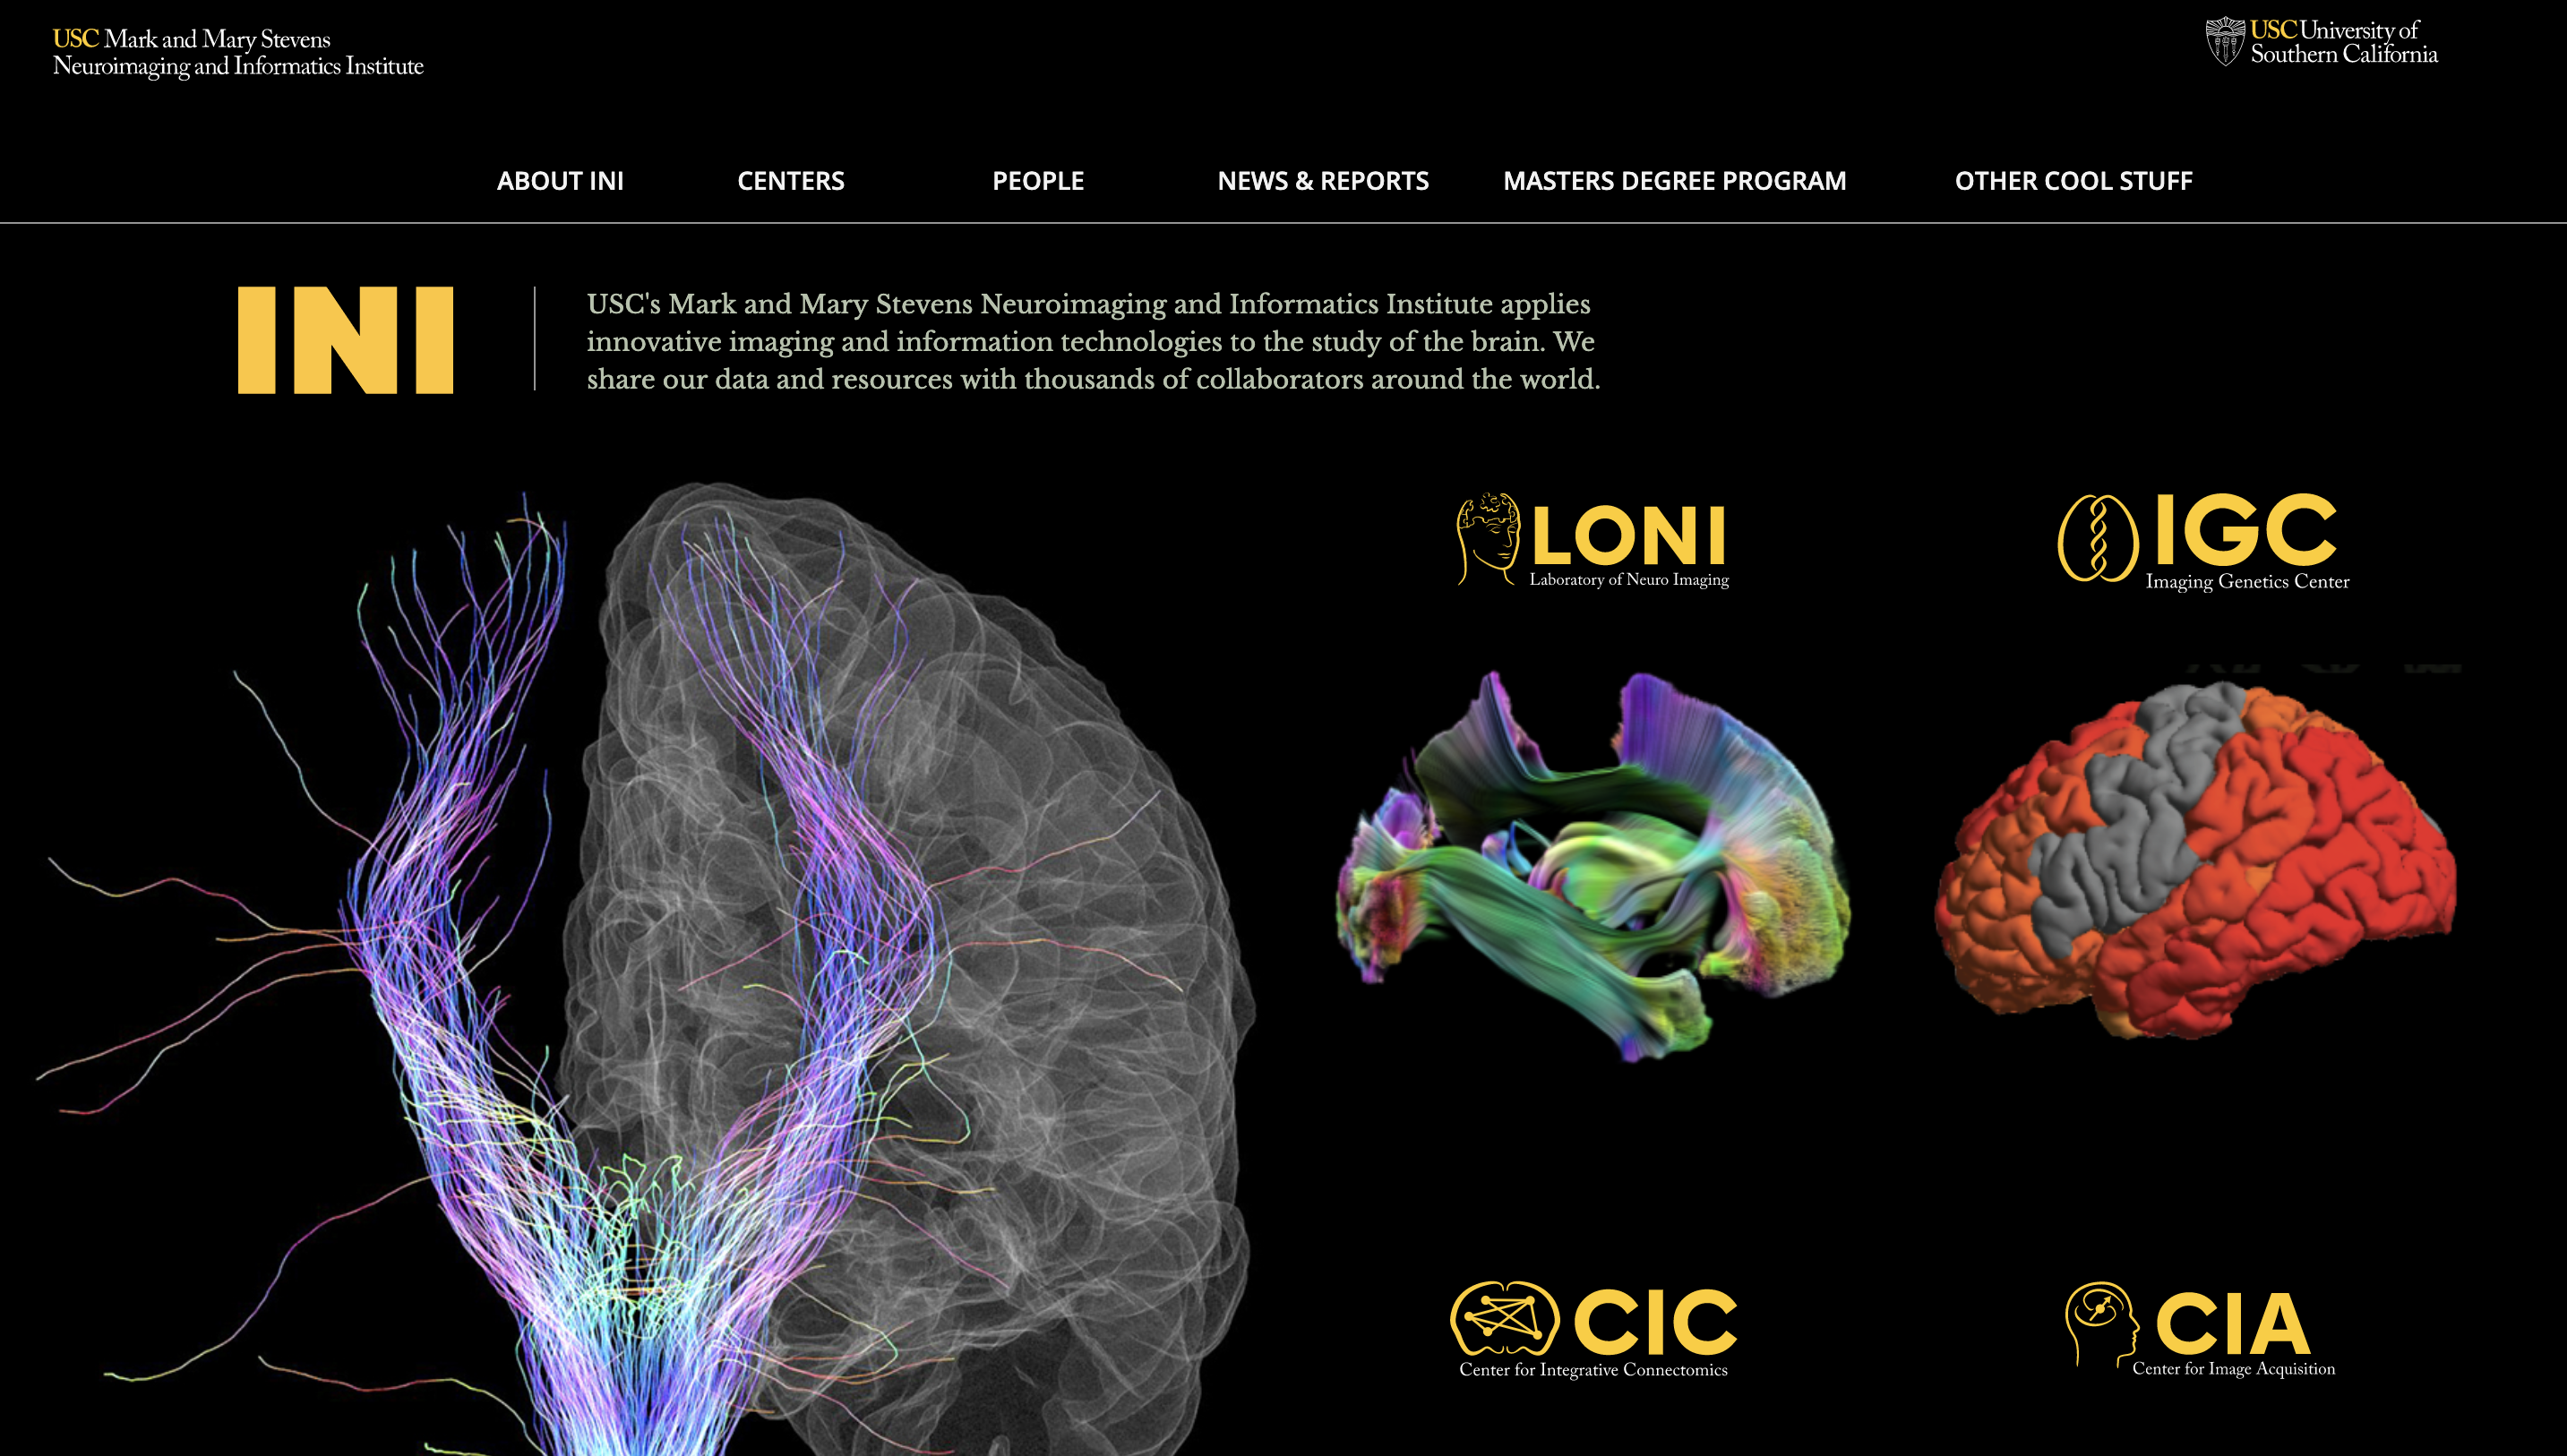 USC Mark and Mary Stevens
Neuroimaging and Informatics Institute
USC University of
Southern California
ABOUT INI
CENTERS
PEOPLE
NEWS & REPORTS
MASTERS DEGREE PROGRAM
OTHER COOL STUFF
INI
USC's Mark and Mary Stevens Neuroimaging and Informatics Institute applies
innovative imaging and information technologies to the study of the brain. We
share our data and resources with thousands of collaborators around the world.
LONI
Laboratory of Neuro Imaging
IGC
Imaging Genetics Center
CIC
Center for Integrative Connectomics
CIA
Center for Image Acquisition